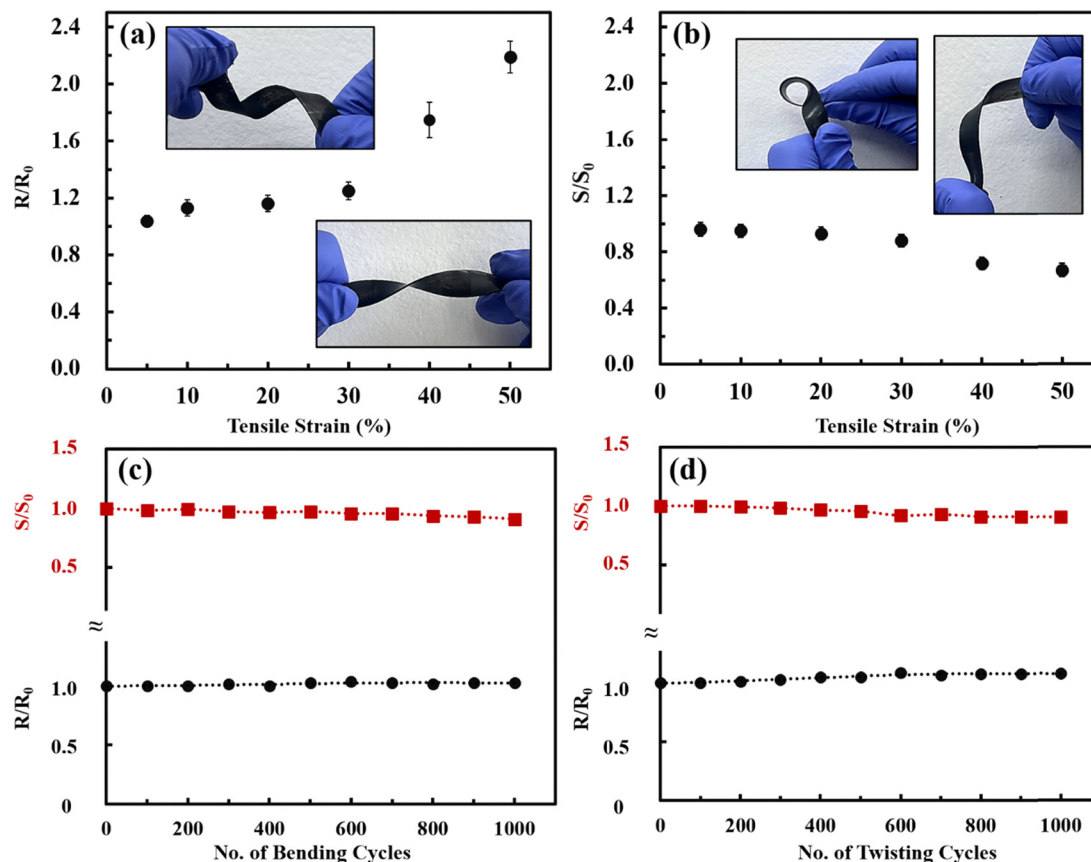 (a)
R/R0
2.4
2.0
1.6
1.2
0.8
0.4
0.0
0 10 20 30 40 50
Tensile Strain (%)
(b)
S/S0
2.4
2.0
1.6
1.2
0.8
0.4
0.0
0 10 20 30 40 50
Tensile Strain (%)
(c)
S/S0
1.5
1.0
0.5
≈
R/R0
1.0
0.5
0
0 200 400 600 800 1000
No. of Bending Cycles
(d)
S/S0
1.5
1.0
0.5
≈
R/R0
1.0
0.5
0
0 200 400 600 800 1000
No. of Twisting Cycles